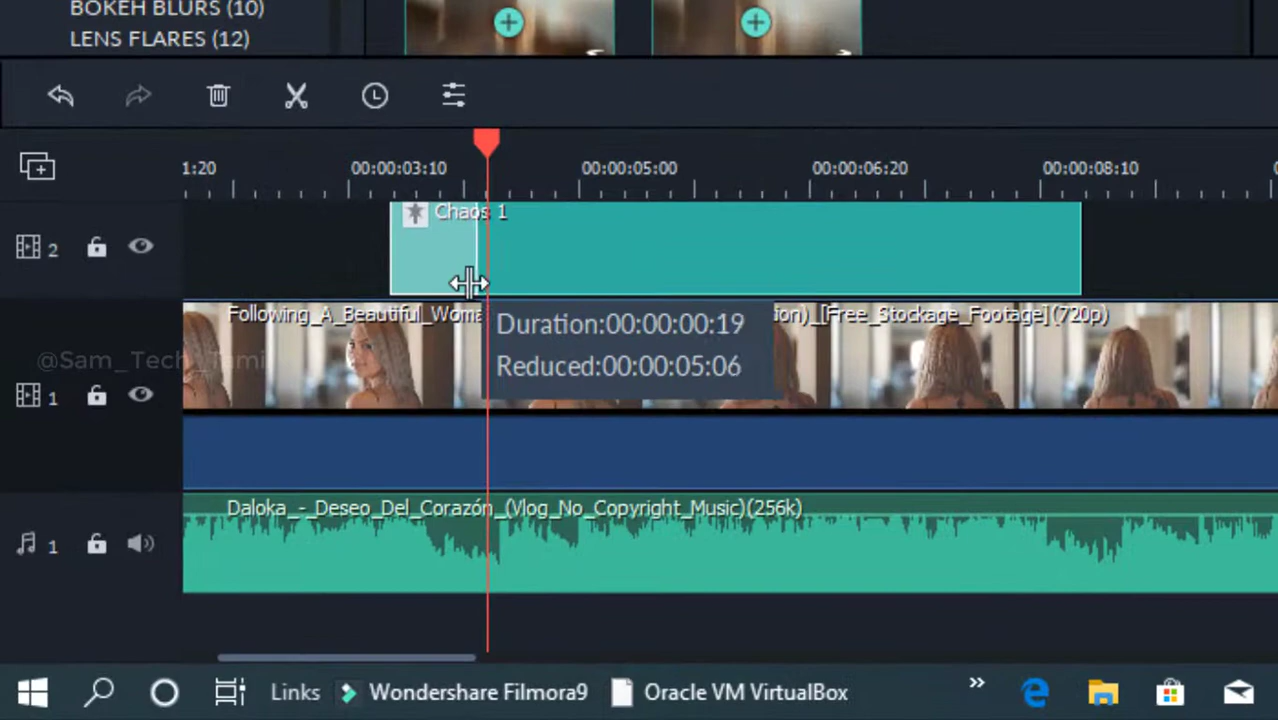 BOKEH BLURS (10)
LENS FLARES (12)
1:20 00:00:03:10 00:00:05:00 00:00:06:20 00:00:08:10
Chaos 1
2
Following_A_Beautiful_Woma ion)_[Free_Stockage_Footage](720p)
Duration:00:00:00:19
@Sam_Tech_Tami
Reduced:00:00:05:06
1
Daloka_-_Deseo_Del_Corazón_(Vlog_No_Copyright_Music)(256k)
1
Links Wondershare Filmora9 Oracle VM VirtualBox »